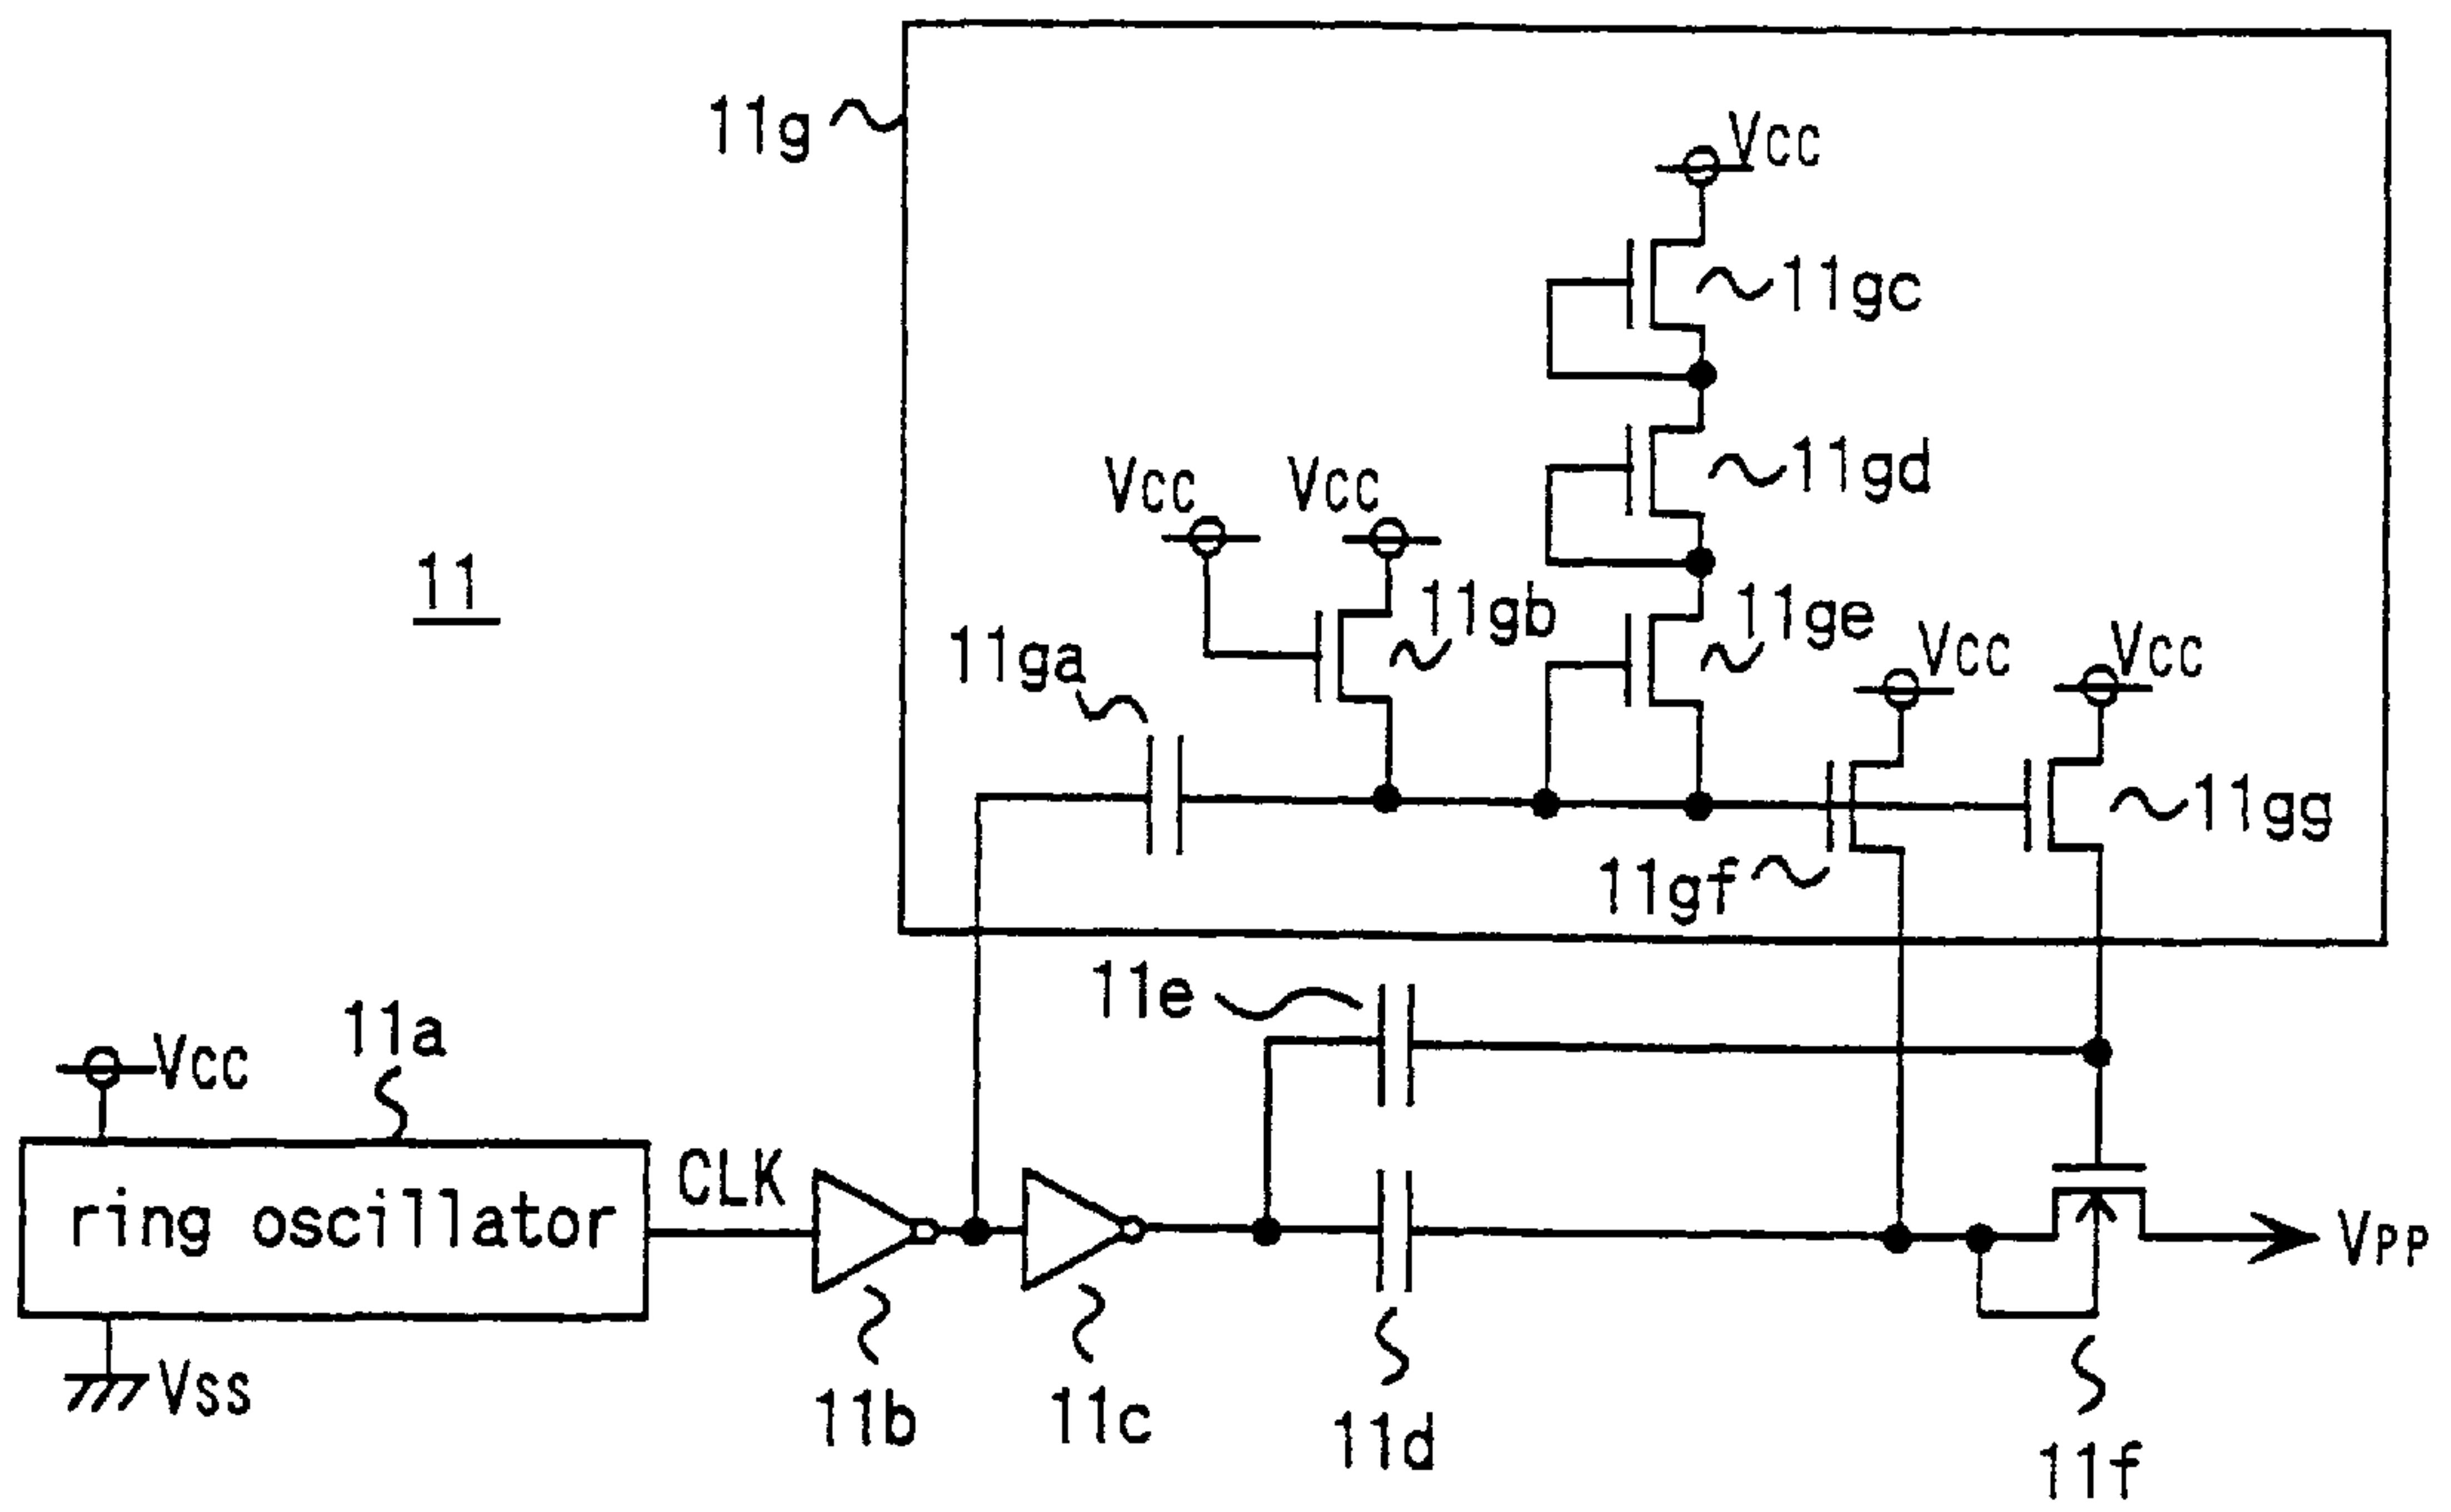 11g
Vcc
11gc
11gd
Vcc
Vcc
11
11gb
11ge
11ga
Vcc
Vcc
11gg
11gf
11e
11a
Vcc
CLK
ring oscillator
VPP
Vss
11b
11c
11d
11f